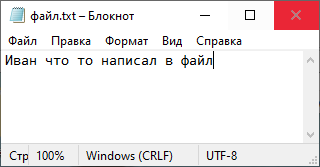 файл.txt – Блокнот
Файл Правка Формат Вид Справка
Иван что то написал в файл
Стр 100% Windows (CRLF) UTF-8